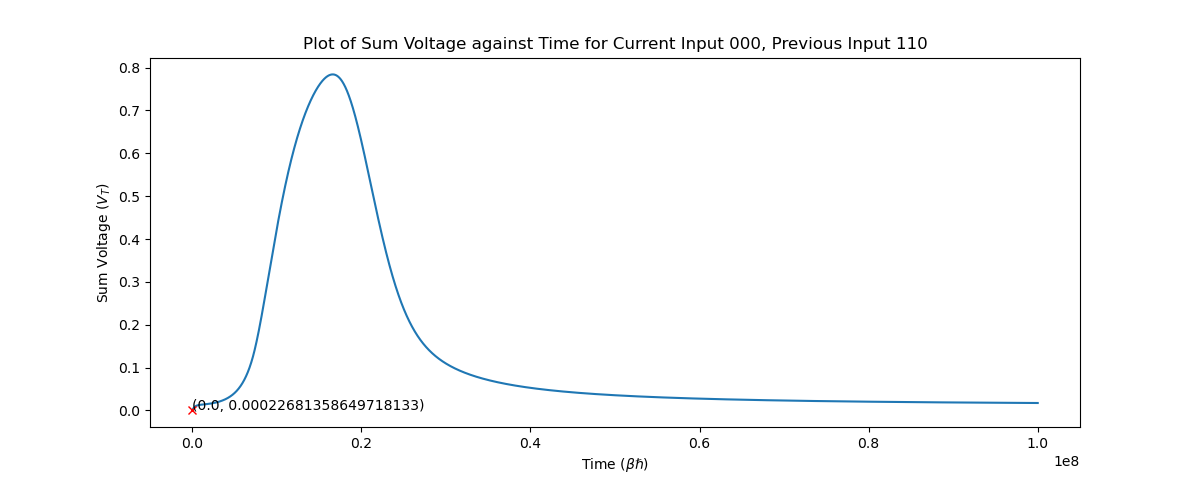 Plot of Sum Voltage against Time for Current Input 000, Previous Input 110
Sum Voltage (V_T)
0.8
0.7
0.6
0.5
0.4
0.3
0.2
0.1
0.0
(0.0, 0.00022681358649718133)
0.0 0.2 0.4 0.6 0.8 1.0
1e8
Time (βℏ)